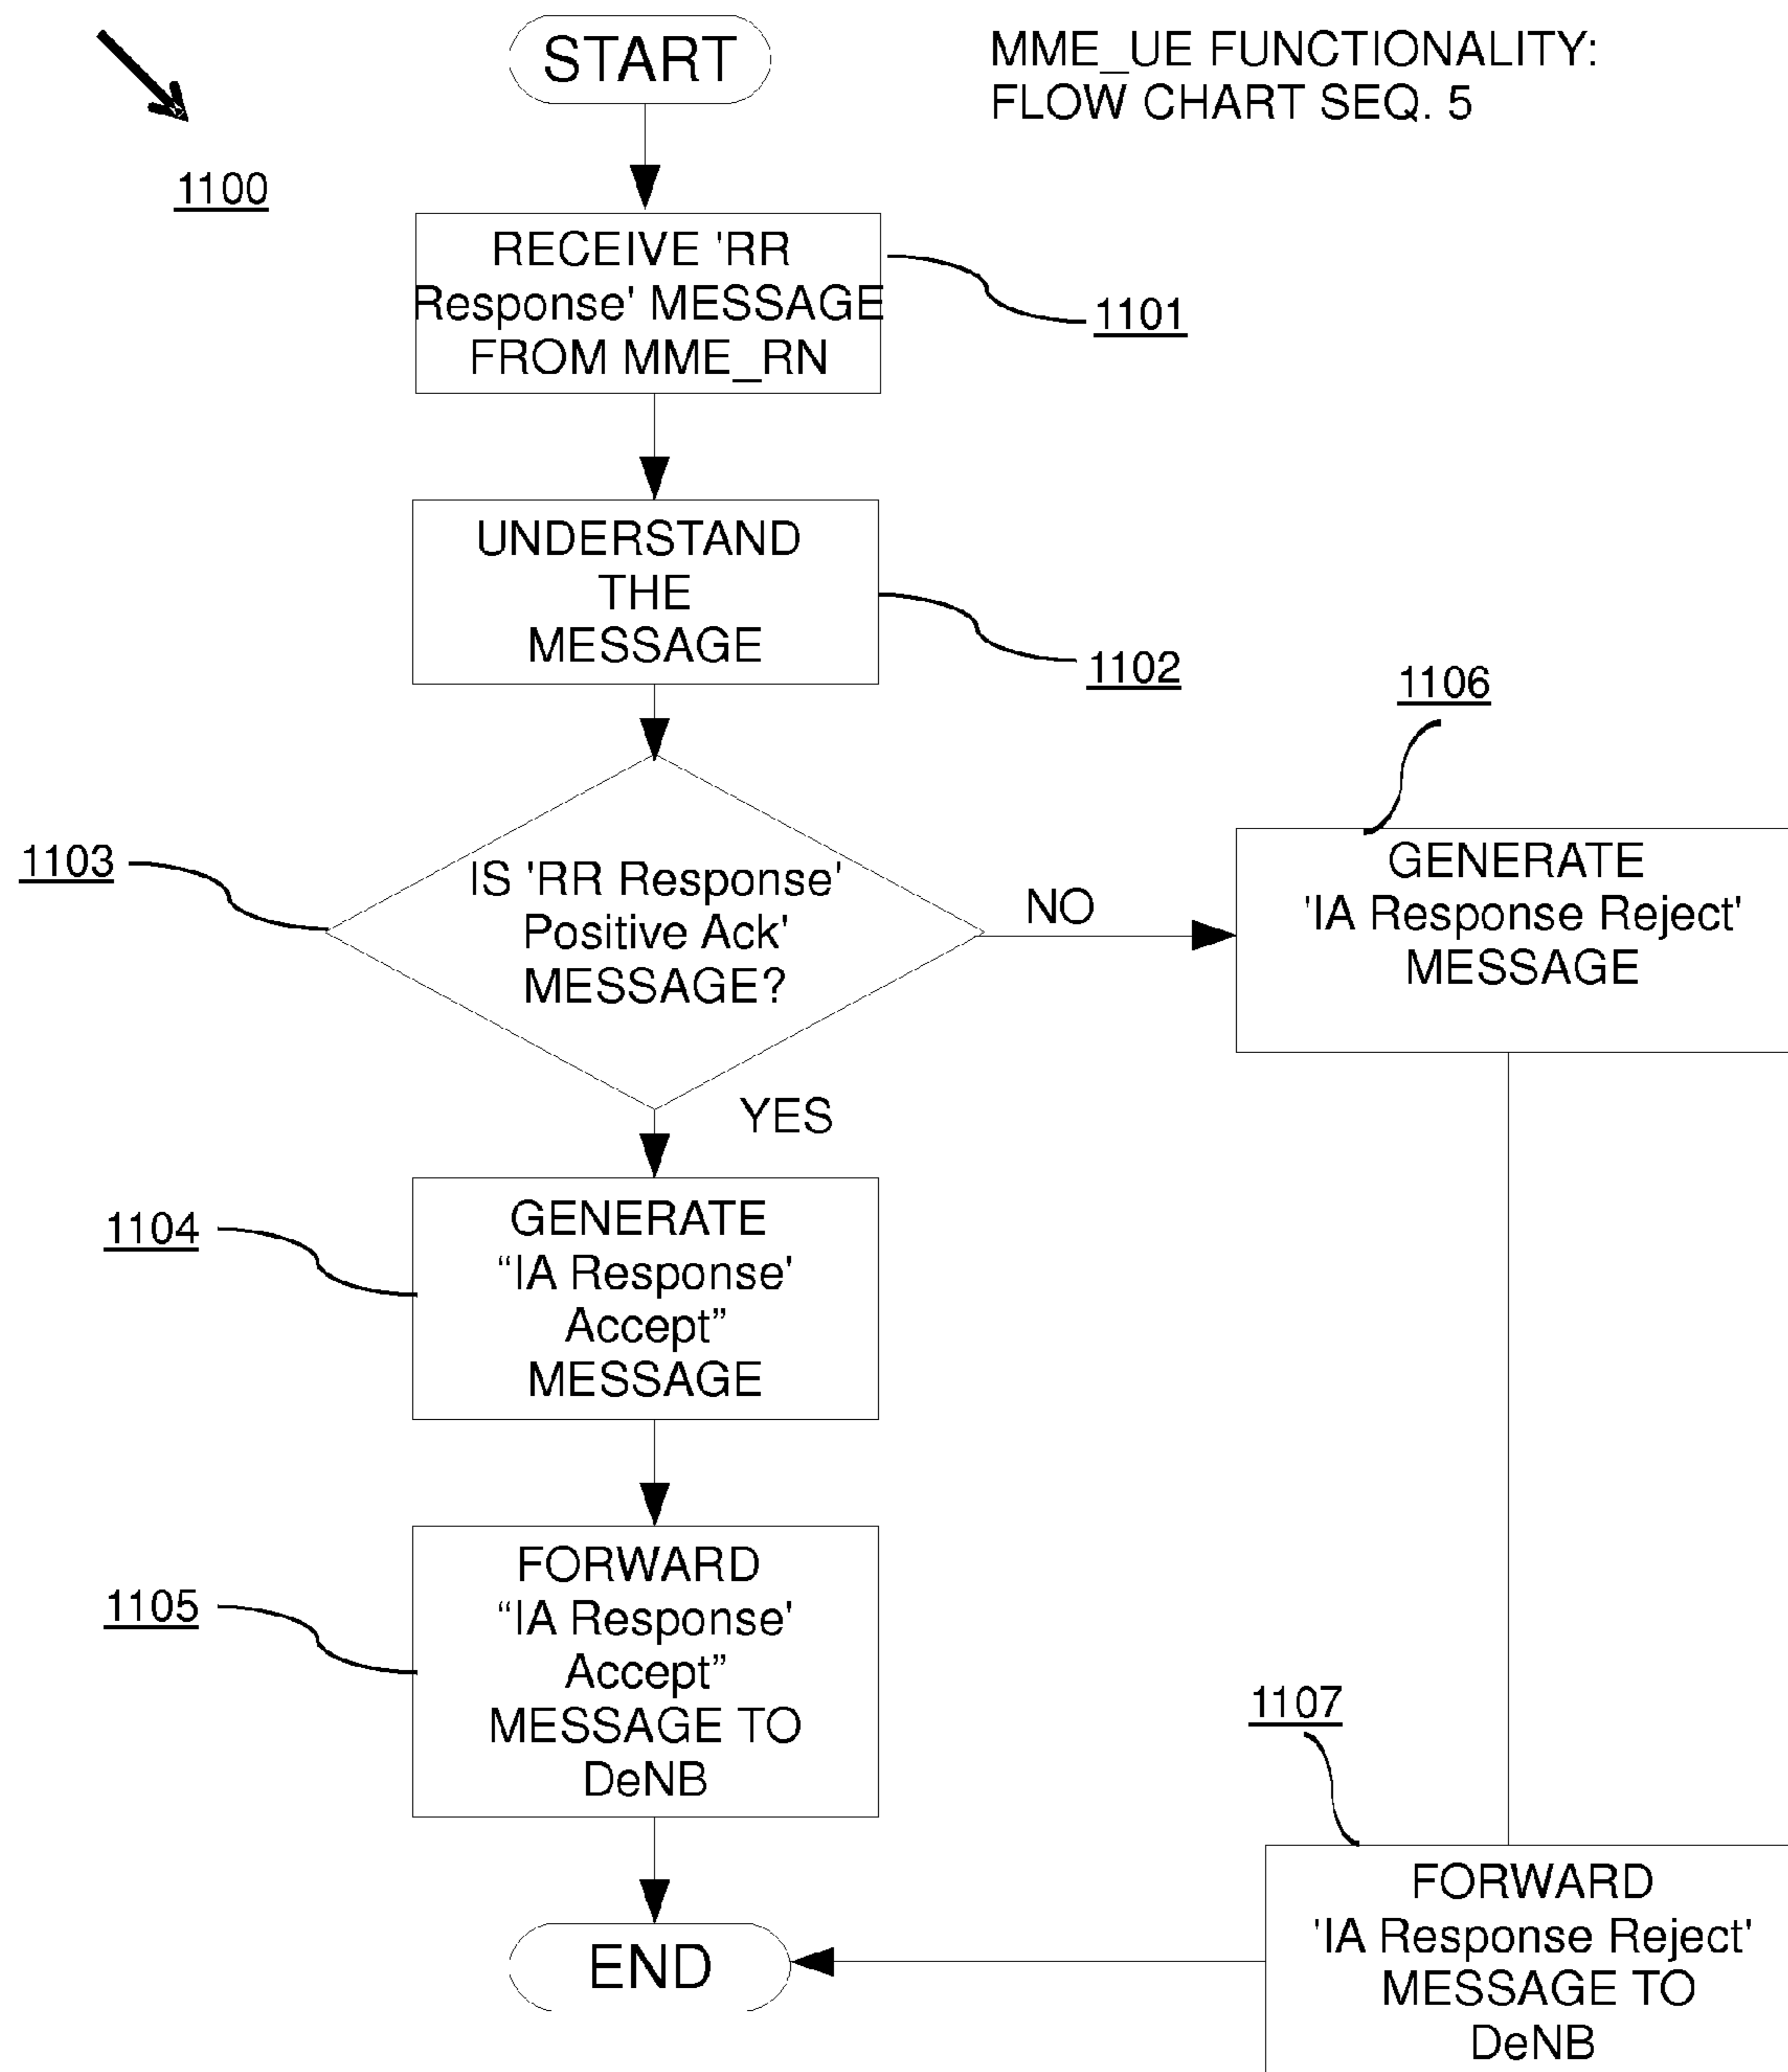 START
MME_UE FUNCTIONALITY:
FLOW CHART SEQ. 5
1100
RECEIVE 'RR
Response' MESSAGE
FROM MME_RN
1101
UNDERSTAND
THE
MESSAGE
1102
1103
IS 'RR Response'
Positive Ack'
MESSAGE?
NO
1106
GENERATE
'IA Response Reject'
MESSAGE
YES
1104
GENERATE
“IA Response'
Accept”
MESSAGE
1105
FORWARD
“IA Response'
Accept”
MESSAGE TO
DeNB
1107
FORWARD
'IA Response Reject'
MESSAGE TO
DeNB
END